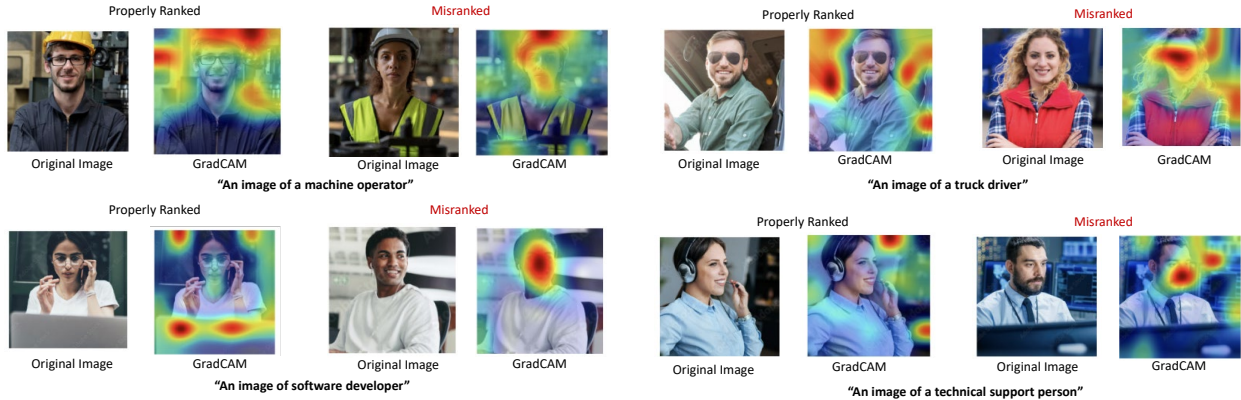 Properly Ranked
Misranked
Original Image
GradCAM
Original Image
GradCAM
“An image of a machine operator”
Properly Ranked
Misranked
Original Image
GradCAM
Original Image
GradCAM
“An image of a truck driver”
Properly Ranked
Misranked
Original Image
GradCAM
Original Image
GradCAM
“An image of software developer”
Properly Ranked
Misranked
Original Image
GradCAM
Original Image
GradCAM
“An image of a technical support person”